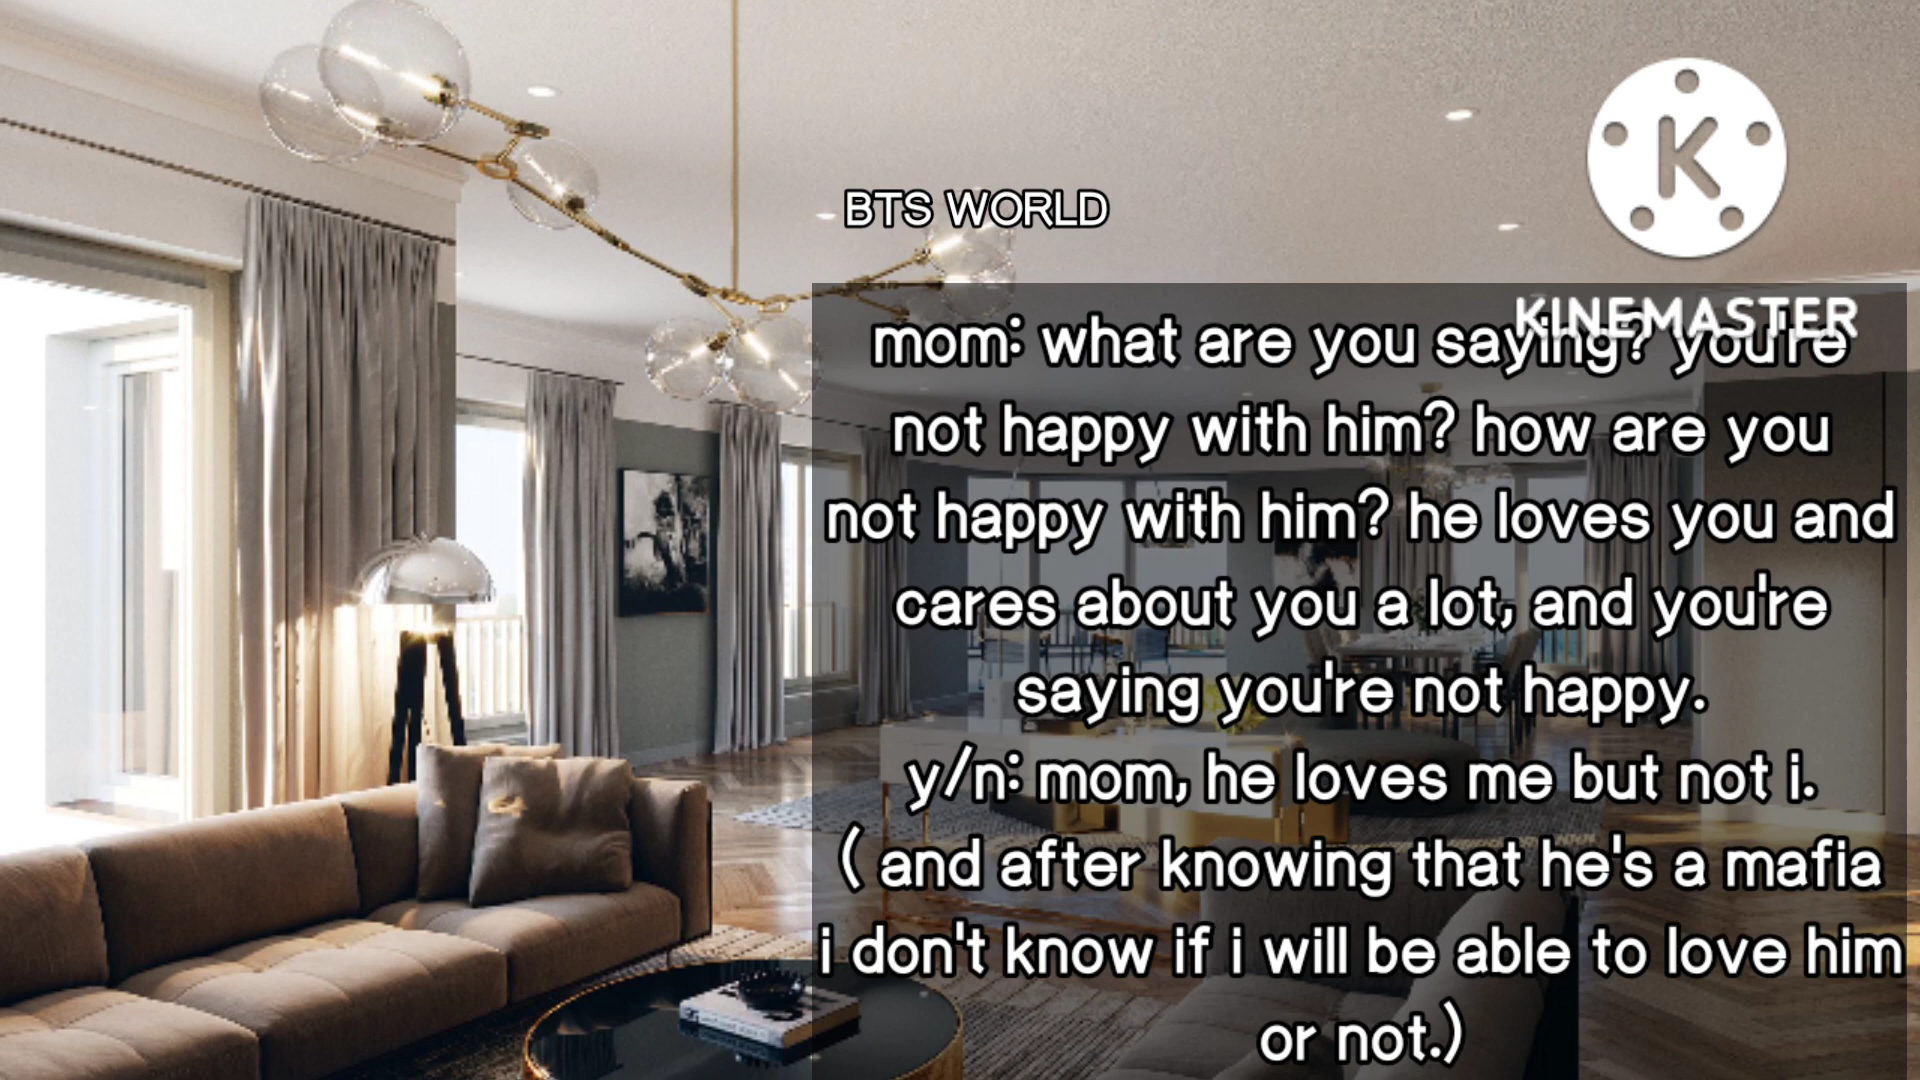 BTS WORLD
K
KINEMASTER
mom: what are you saying? you're
not happy with him? how are you
not happy with him? he loves you and
cares about you a lot, and you're
saying you're not happy.
y/n: mom, he loves me but not i.
( and after knowing that he's a mafia
i don't know if i will be able to love him
or not.)